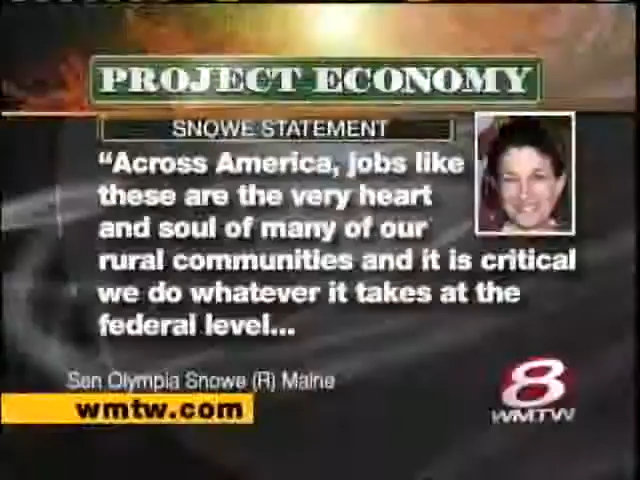 PROJECT ECONOMY
SNOWE STATEMENT
“Across America, jobs like
these are the very heart
and soul of many of our
rural communities and it is critical
we do whatever it takes at the
federal level...
Sen Olympia Snowe (R) Maine
wmtw.com
8
WMTW